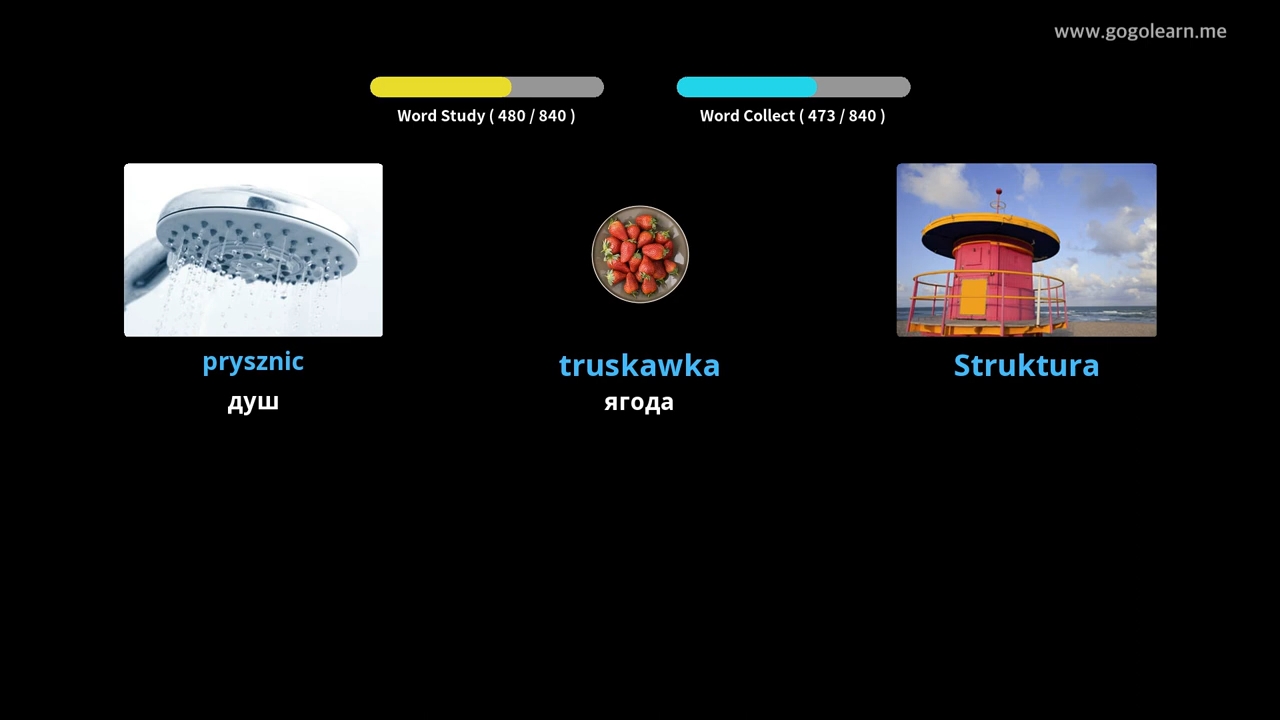 www.gogolearn.me
Word Study ( 480 / 840 )
Word Collect ( 473 / 840 )
prysznic
душ
truskawka
ягода
Struktura